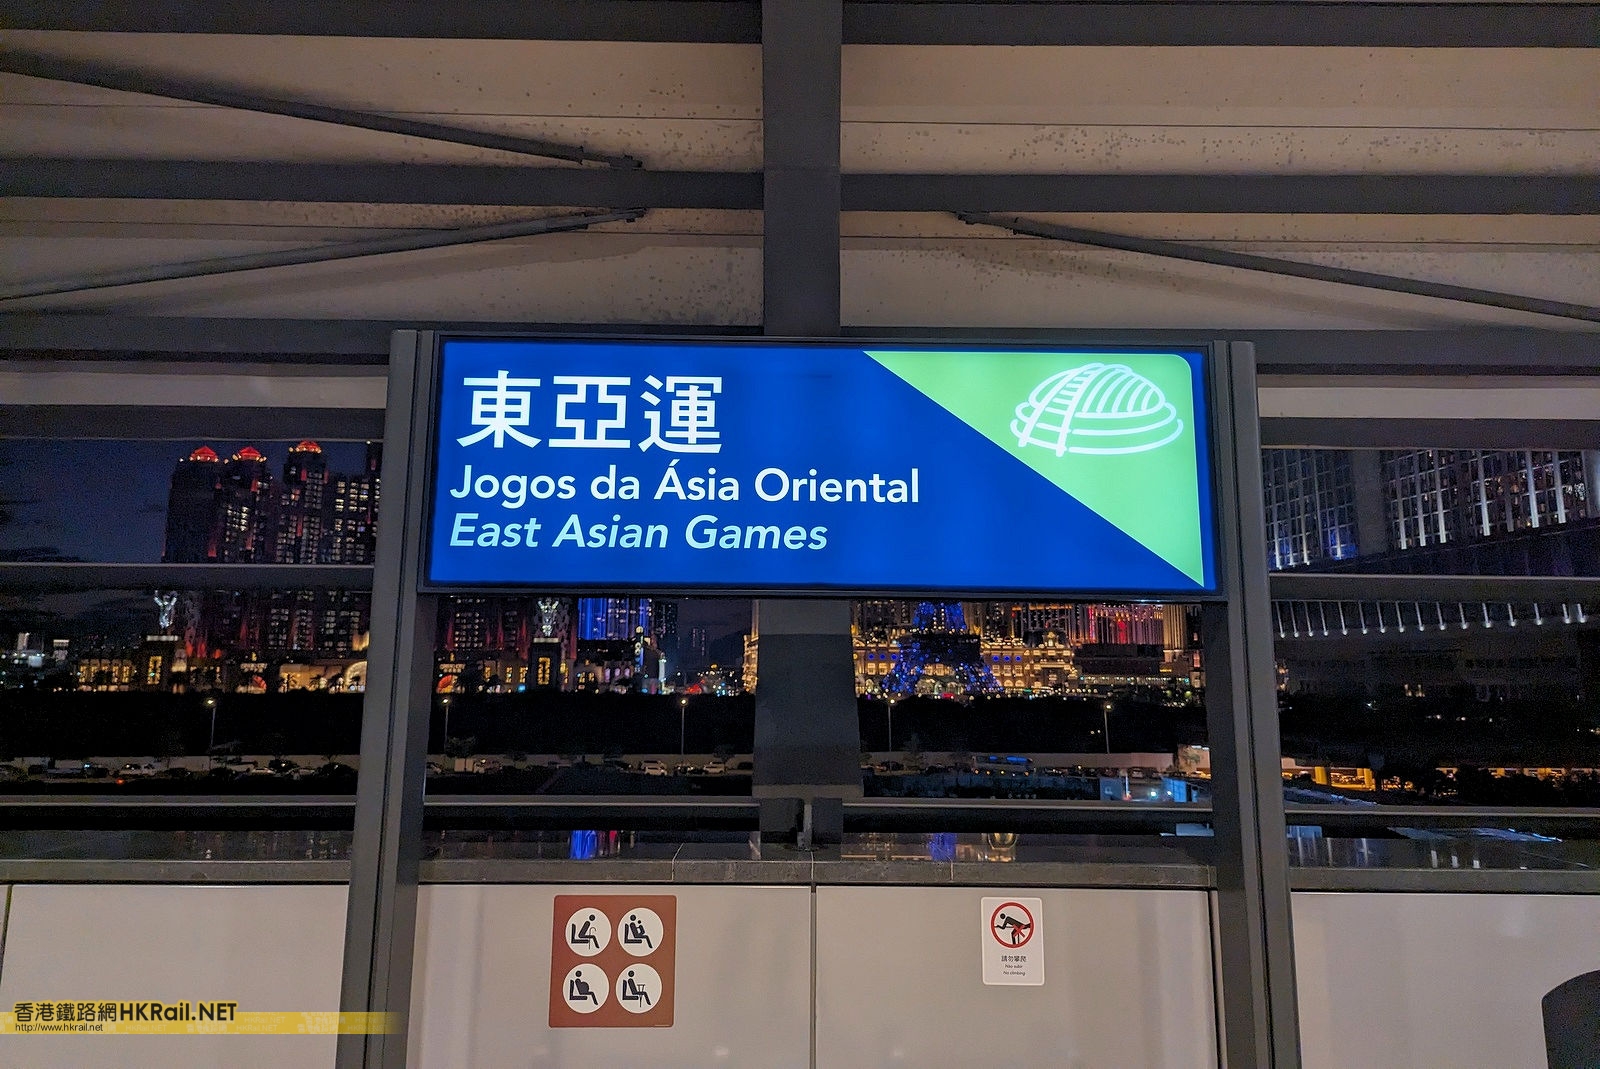 東亞運
Jogos da Ásia Oriental
East Asian Games
請勿攀爬
Não subir
No climbing
香港鐵路網HKRail.NET
http://www.hkrail.net